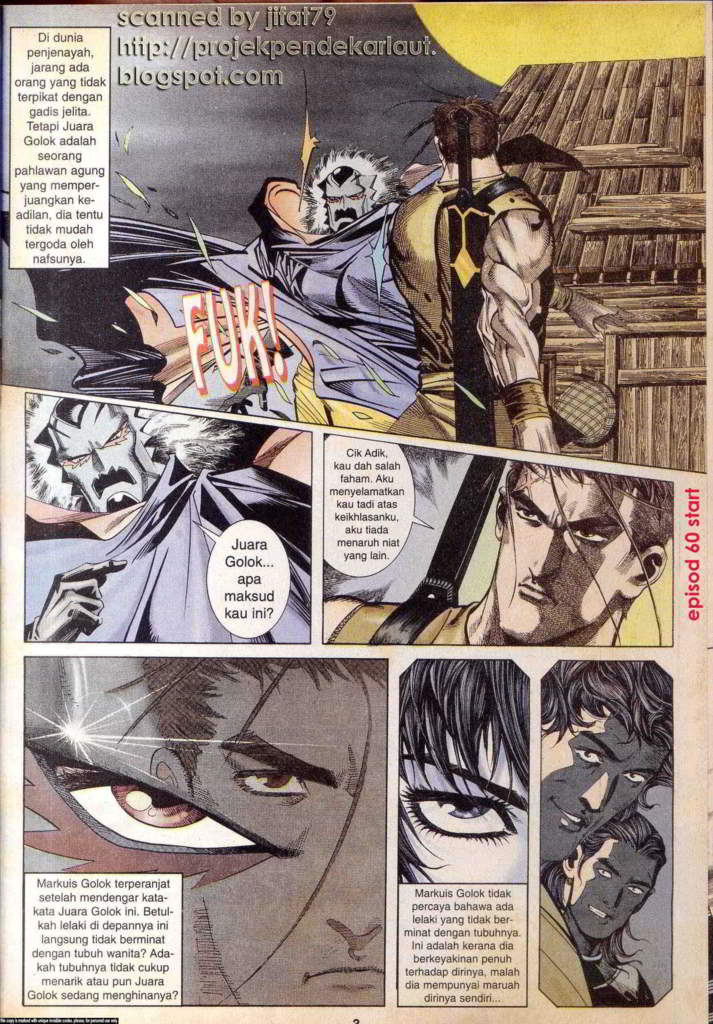 scanned by jifat79
http://projekpendekarlaut.
blogspot.com
Di dunia
penjenayah,
jarang ada
orang yang tidak
terpikat dengan
gadis jelita.
Tetapi Juara
Golok adalah
seorang
pahlawan agung
yang memper-
juangkan ke-
adilan, dia tentu
tidak mudah
tergoda oleh
nafsunya.
FUK!
Juara
Golok...
apa
maksud
kau ini?
Cik Adik,
kau dah salah
faham. Aku
menyelamatkan
kau tadi atas
keikhlasanku,
aku tiada
menaruh niat
yang lain.
episod 60 start
Markuis Golok terperanjat
setelah mendengar kata-
kata Juara Golok ini. Betul-
kah lelaki di depannya ini
langsung tidak berminat
dengan tubuh wanita? Ada-
kah tubuhnya tidak cukup
menarik atau pun Juara
Golok sedang menghinanya?
Markuis Golok tidak
percaya bahawa ada
lelaki yang tidak ber-
minat dengan tubuhnya.
Ini adalah kerana dia
berkeyakinan penuh
terhadap dirinya, malah
dia mempunyai maruah
dirinya sendiri...